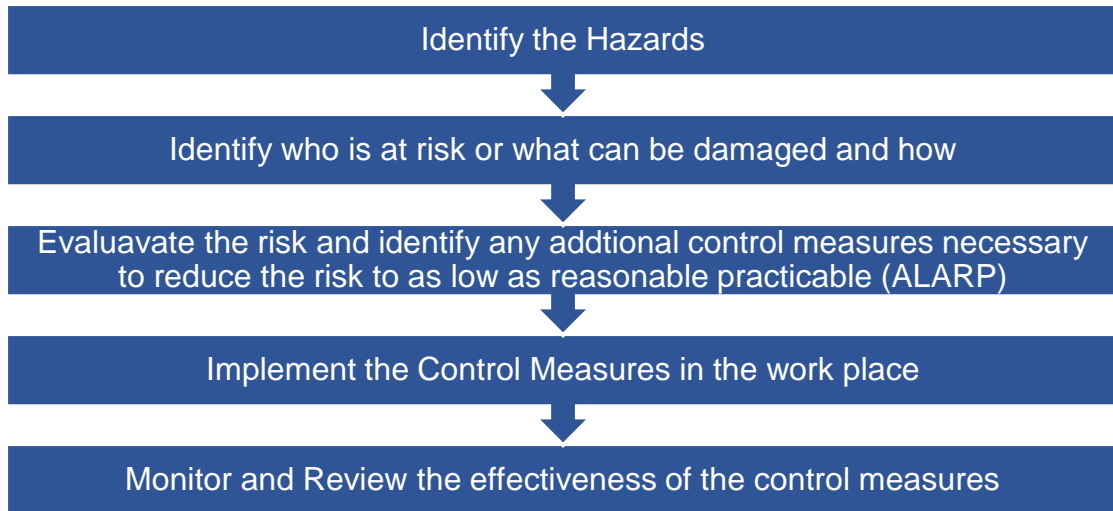 Identify the Hazards
Identify who is at risk or what can be damaged and how
Evaluavate the risk and identify any addtional control measures necessary
to reduce the risk to as low as reasonable practicable (ALARP)
Implement the Control Measures in the work place
Monitor and Review the effectiveness of the control measures